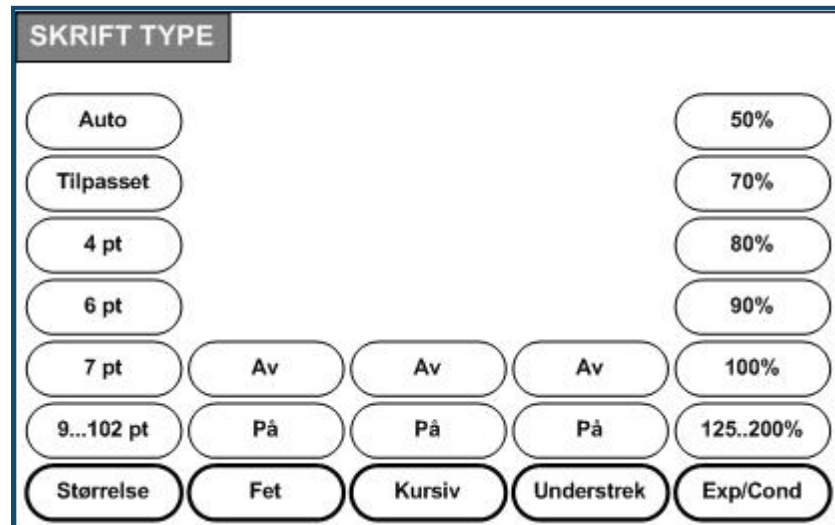 SKRIFT TYPE
Auto 50%
Tilpasset 70%
4 pt 80%
6 pt 90%
7 pt Av Av Av 100%
9...102 pt På På På 125..200%
Størrelse Fet Kursiv Understrek Exp/Cond